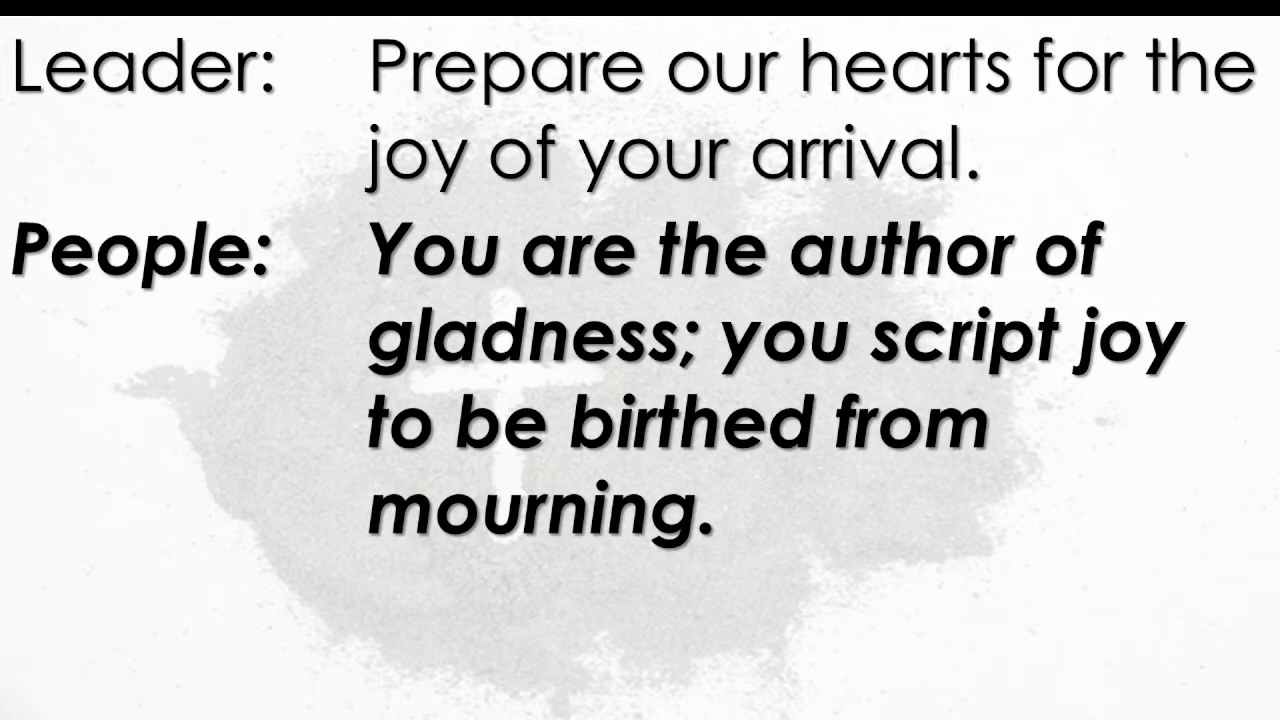 Leader: Prepare our hearts for the
joy of your arrival.
People: You are the author of
gladness; you script joy
to be birthed from
mourning.